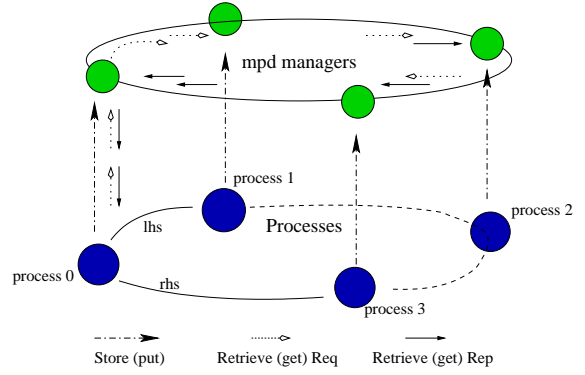 mpd managers
process 1
process 2
lhs
Processes
process 0
rhs
process 3
Store (put)
Retrieve (get) Req
Retrieve (get) Rep